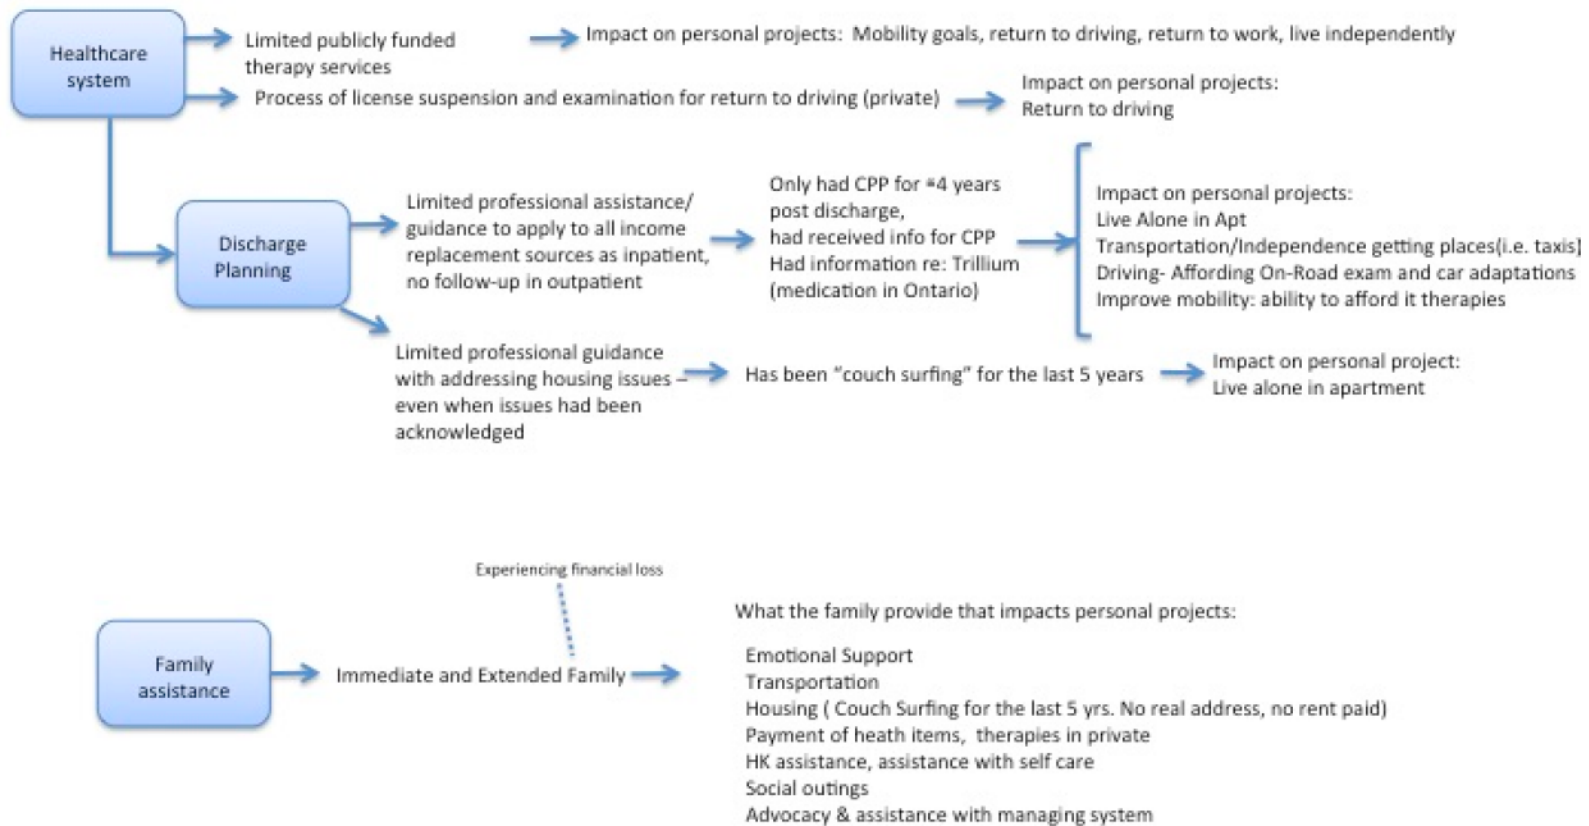 Healthcare
system
Limited publicly funded
therapy services
Impact on personal projects: Mobility goals, return to driving, return to work, live independently
Process of license suspension and examination for return to driving (private)
Impact on personal projects:
Return to driving
Discharge
Planning
Limited professional assistance/
guidance to apply to all income
replacement sources as inpatient,
no follow-up in outpatient
Only had CPP for ≈4 years
post discharge,
had received info for CPP
Had information re: Trillium
(medication in Ontario)
Impact on personal projects:
Live Alone in Apt
Transportation/Independence getting places(i.e. taxis)
Driving- Affording On-Road exam and car adaptations
Improve mobility: ability to afford it therapies
Limited professional guidance
with addressing housing issues –
even when issues had been
acknowledged
Has been “couch surfing” for the last 5 years
Impact on personal project:
Live alone in apartment
Experiencing financial loss
Family
assistance
Immediate and Extended Family
What the family provide that impacts personal projects:
Emotional Support
Transportation
Housing ( Couch Surfing for the last 5 yrs. No real address, no rent paid)
Payment of heath items, therapies in private
HK assistance, assistance with self care
Social outings
Advocacy & assistance with managing system